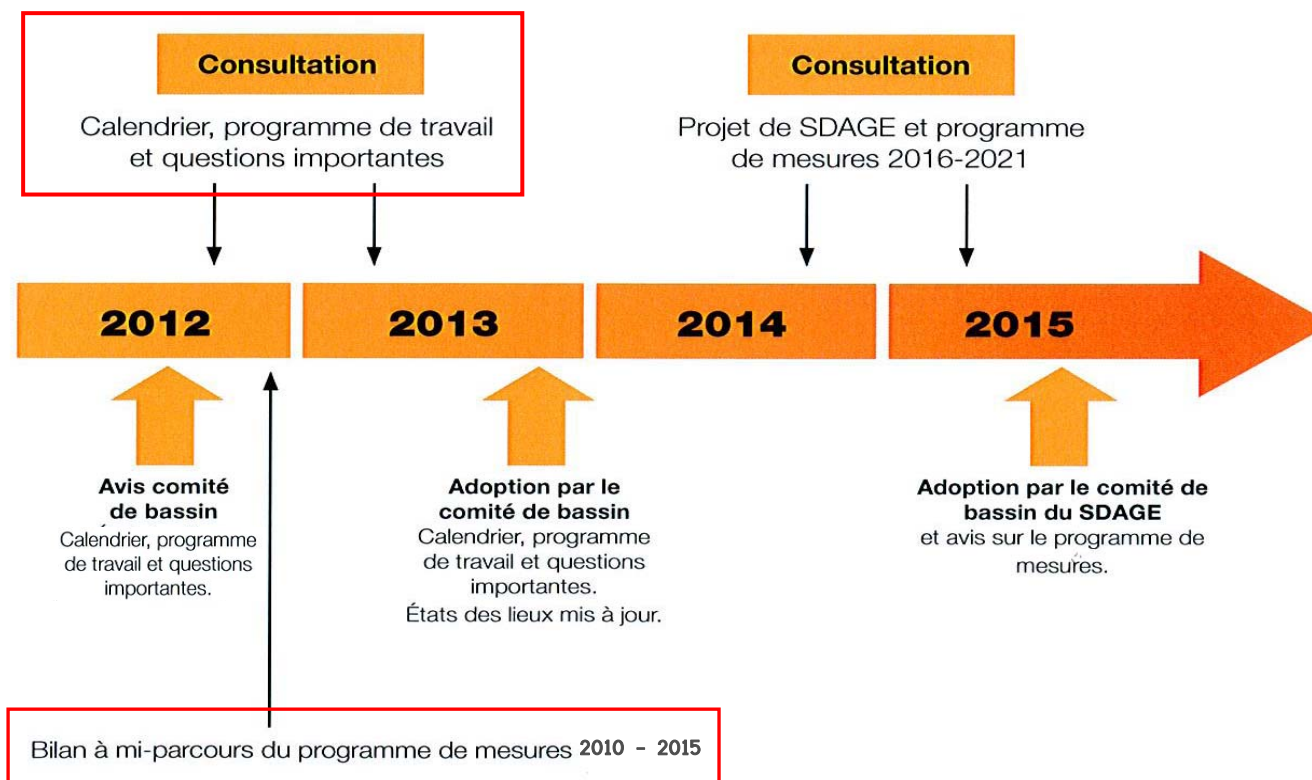 Consultation
Calendrier, programme de travail
et questions importantes
Consultation
Projet de SDAGE et programme
de mesures 2016-2021
2012
2013
2014
2015
Avis comité
de bassin
Calendrier, programme
de travail et questions
importantes.
Adoption par le
comité de bassin
Calendrier, programme
de travail et questions
importantes.
États des lieux mis à jour.
Adoption par le comité de
bassin du SDAGE
et avis sur le programme de
mesures.
Bilan à mi-parcours du programme de mesures 2010 - 2015